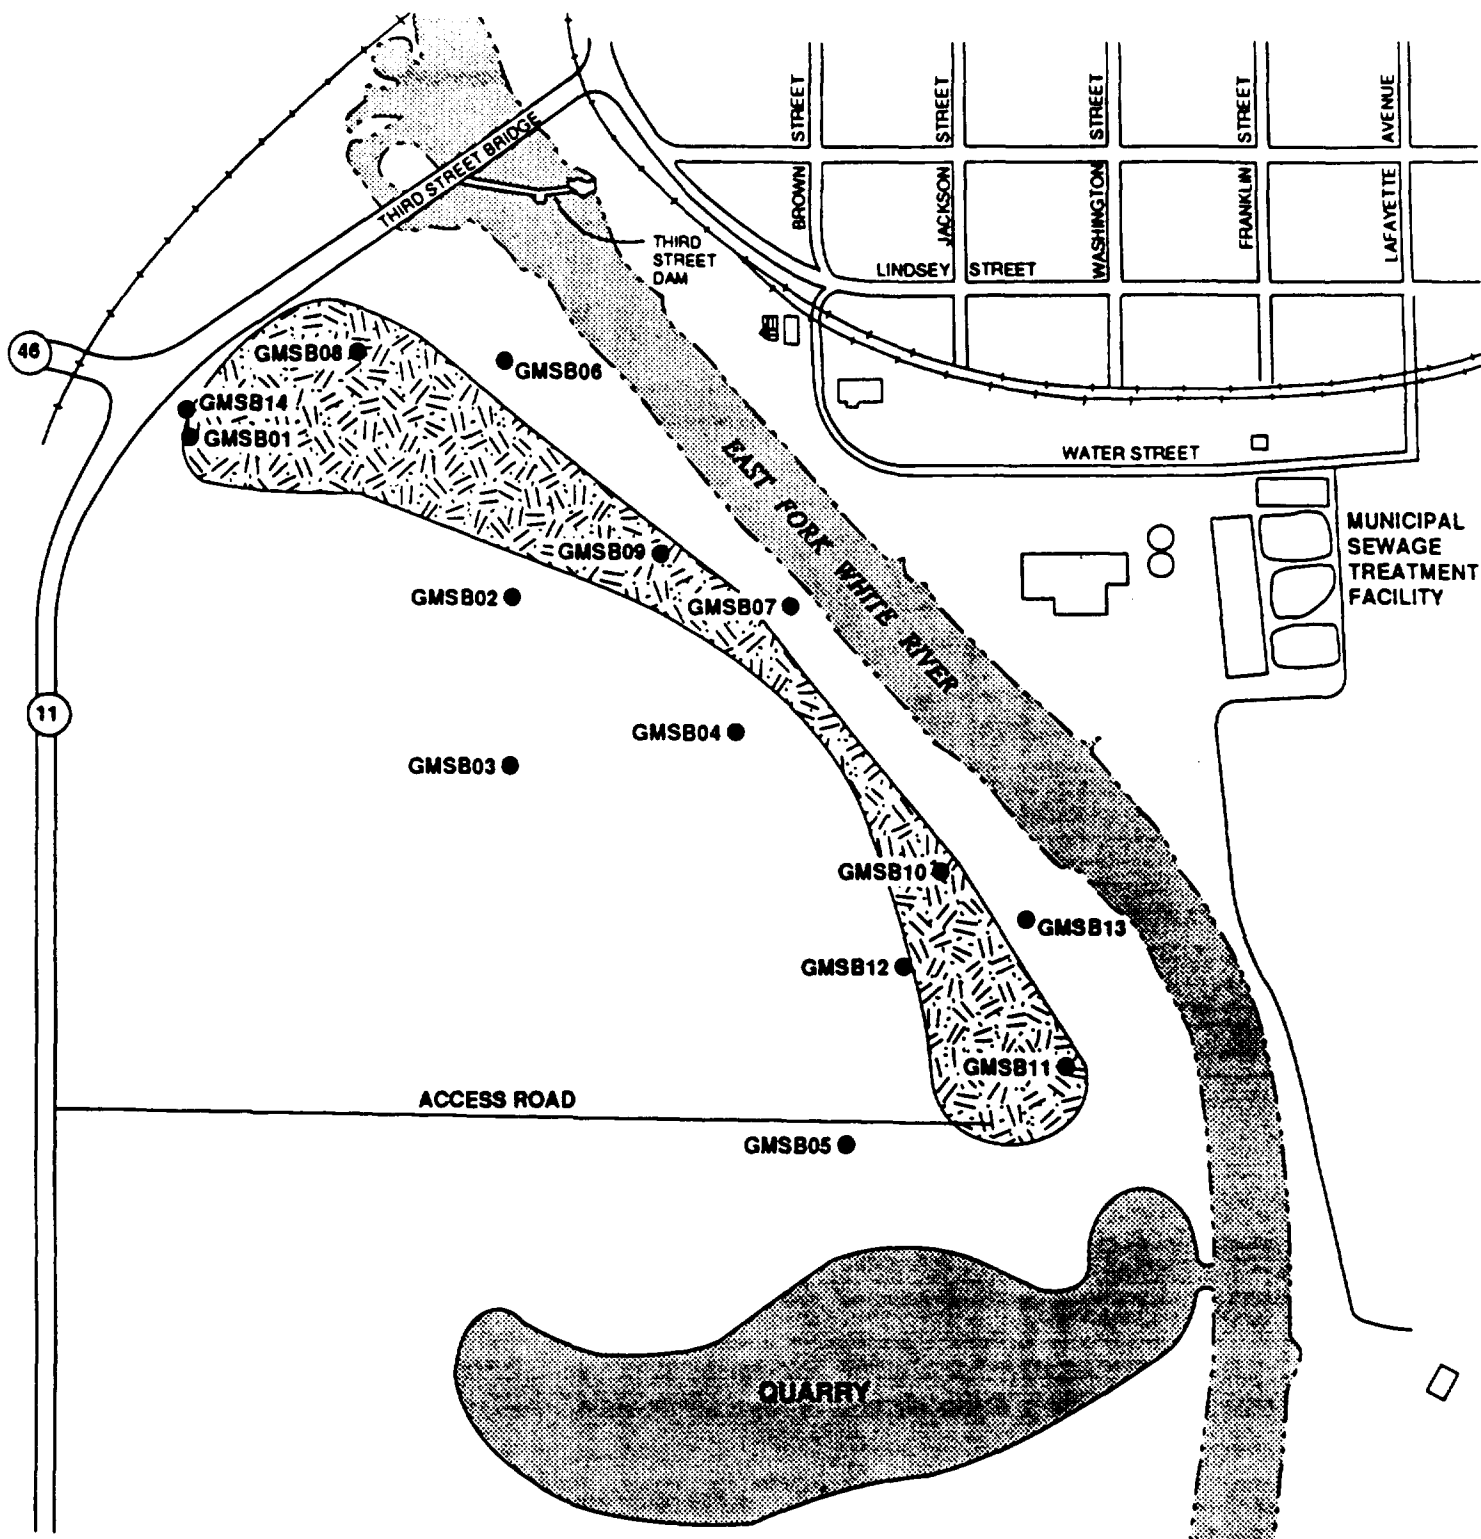 BROWN STREET
JACKSON STREET
WASHINGTON STREET
FRANKLIN STREET
LAFAYETTE AVENUE
THIRD STREET BRIDGE
THIRD
STREET
DAM
LINDSEY STREET
46
GMSB08
GMSB06
GMSB14
GMSB01
WATER STREET
EAST FORK WHITE RIVER
MUNICIPAL
SEWAGE
TREATMENT
FACILITY
GMSB09
GMSB02
GMSB07
11
GMSB04
GMSB03
GMSB10
GMSB13
GMSB12
GMSB11
ACCESS ROAD
GMSB05
QUARRY